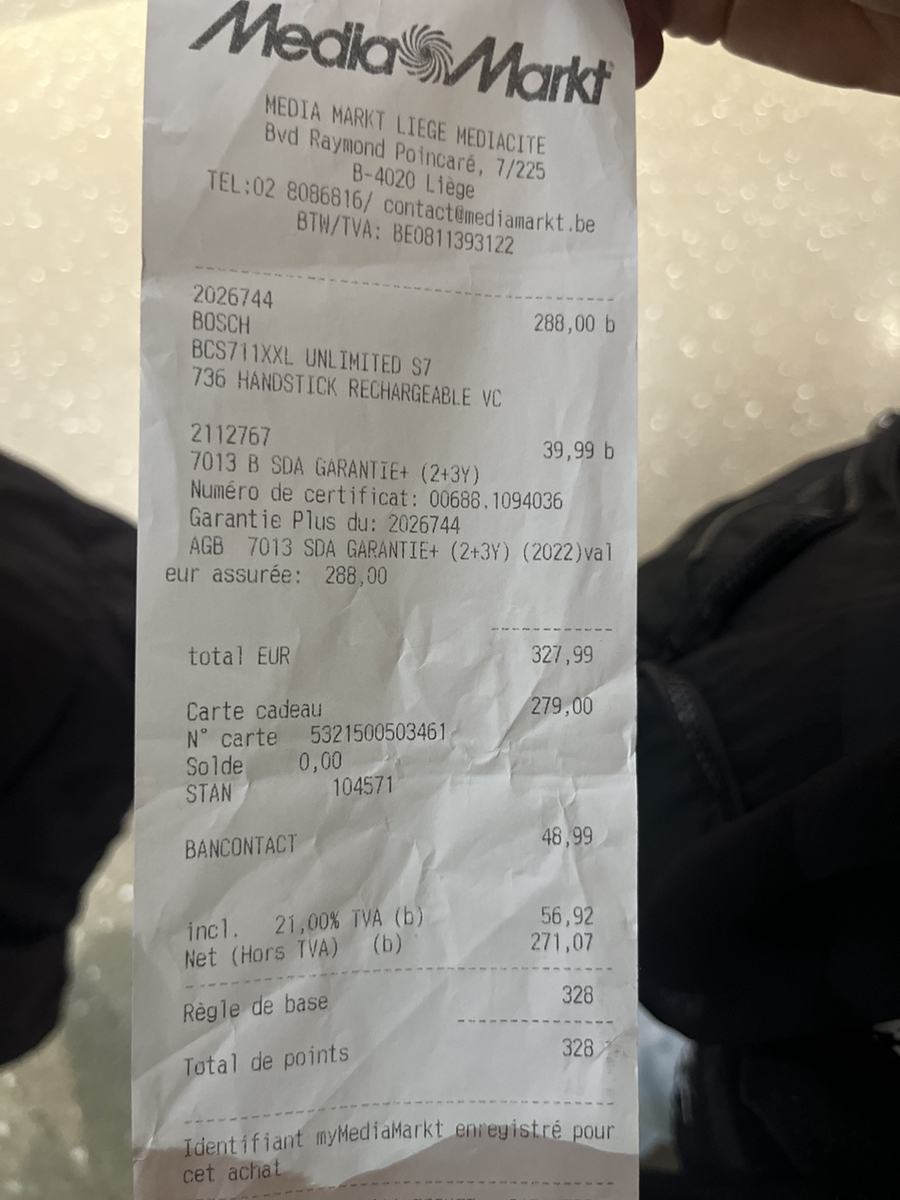 Media Markt
MEDIA MARKT LIEGE MEDIACITE
Bvd Raymond Poincaré, 7/225
B-4020 Liège
TEL:02 8086816/ contact@mediamarkt.be
BTW/TVA: BE0811393122
2026744
BOSCH 288,00 b
BCS711XXL UNLIMITED S7
736 HANDSTICK RECHARGEABLE VC
2112767 39,99 b
7013 B SDA GARANTIE+ (2+3Y)
Numéro de certificat: 00688.1094036
Garantie Plus du: 2026744
AGB 7013 SDA GARANTIE+ (2+3Y) (2022)val
eur assurée: 288,00
total EUR 327,99
Carte cadeau 279,00
N° carte 5321500503461
Solde 0,00
STAN 104571
BANCONTACT 48,99
incl. 21,00% TVA (b) 56,92
Net (Hors TVA) (b) 271,07
Règle de base 328
Total de points 328
Identifiant myMediaMarkt enregistré pour
cet achat